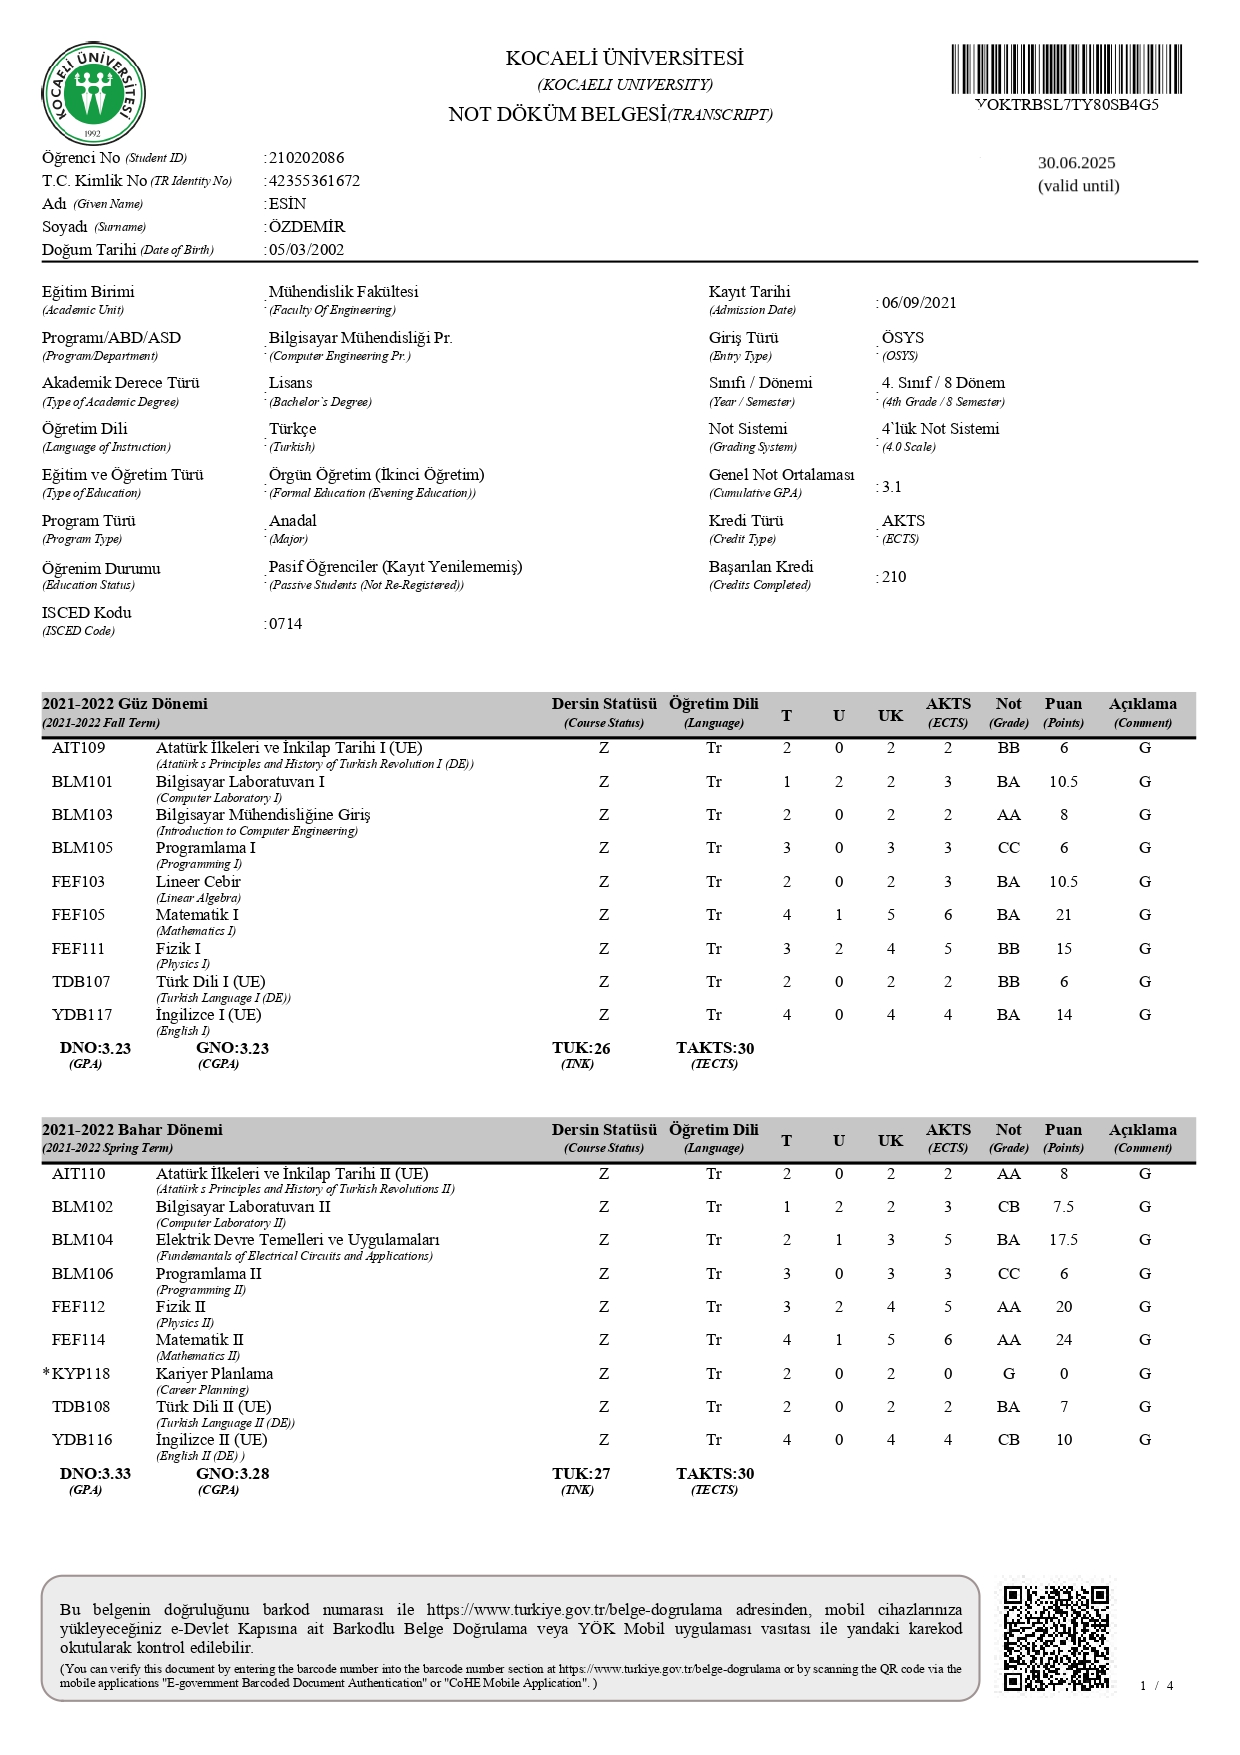 KOCAELİ ÜNİVERSİTESİ
1992
KOCAELİ ÜNİVERSİTESİ
(KOCAELI UNIVERSITY)
NOT DÖKÜM BELGESİ(TRANSCRIPT)
YOKTRBSL7TY80SB4G5
30.06.2025
(valid until)
Öğrenci No (Student ID) :210202086
T.C. Kimlik No (TR Identity No) :42355361672
Adı (Given Name) :ESİN
Soyadı (Surname) :ÖZDEMİR
Doğum Tarihi (Date of Birth) :05/03/2002
Eğitim Birimi : Mühendislik Fakültesi
(Academic Unit) (Faculty Of Engineering)
Kayıt Tarihi : 06/09/2021
(Admission Date)
Programı/ABD/ASD : Bilgisayar Mühendisliği Pr.
(Program/Department) (Computer Engineering Pr.)
Giriş Türü : ÖSYS
(Entry Type) (OSYS)
Akademik Derece Türü : Lisans
(Type of Academic Degree) (Bachelor`s Degree)
Sınıfı / Dönemi : 4. Sınıf / 8 Dönem
(Year / Semester) (4th Grade / 8 Semester)
Öğretim Dili : Türkçe
(Language of Instruction) (Turkish)
Not Sistemi : 4`lük Not Sistemi
(Grading System) (4.0 Scale)
Eğitim ve Öğretim Türü : Örgün Öğretim (İkinci Öğretim)
(Type of Education) (Formal Education (Evening Education))
Genel Not Ortalaması : 3.1
(Cumulative GPA)
Program Türü : Anadal
(Program Type) (Major)
Kredi Türü : AKTS
(Credit Type) (ECTS)
Öğrenim Durumu : Pasif Öğrenciler (Kayıt Yenilememiş)
(Education Status) (Passive Students (Not Re-Registered))
Başarılan Kredi : 210
(Credits Completed)
ISCED Kodu :0714
(ISCED Code)
2021-2022 Güz Dönemi Dersin Statüsü Öğretim Dili T U UK AKTS Not Puan Açıklama
(2021-2022 Fall Term) (Course Status) (Language) (ECTS) (Grade) (Points) (Comment)
AIT109 Atatürk İlkeleri ve İnkilap Tarihi I (UE) Z Tr 2 0 2 2 BB 6 G
(Atatürk s Principles and History of Turkish Revolution I (DE))
BLM101 Bilgisayar Laboratuvarı I Z Tr 1 2 2 3 BA 10.5 G
(Computer Laboratory I)
BLM103 Bilgisayar Mühendisliğine Giriş Z Tr 2 0 2 2 AA 8 G
(Introduction to Computer Engineering)
BLM105 Programlama I Z Tr 3 0 3 3 CC 6 G
(Programming I)
FEF103 Lineer Cebir Z Tr 2 0 2 3 BA 10.5 G
(Linear Algebra)
FEF105 Matematik I Z Tr 4 1 5 6 BA 21 G
(Mathematics I)
FEF111 Fizik I Z Tr 3 2 4 5 BB 15 G
(Physics I)
TDB107 Türk Dili I (UE) Z Tr 2 0 2 2 BB 6 G
(Turkish Language I (DE))
YDB117 İngilizce I (UE) Z Tr 4 0 4 4 BA 14 G
(English I)
DNO:3.23 GNO:3.23 TUK:26 TAKTS:30
(GPA) (CGPA) (TNK) (TECTS)
2021-2022 Bahar Dönemi Dersin Statüsü Öğretim Dili T U UK AKTS Not Puan Açıklama
(2021-2022 Spring Term) (Course Status) (Language) (ECTS) (Grade) (Points) (Comment)
AIT110 Atatürk İlkeleri ve İnkilap Tarihi II (UE) Z Tr 2 0 2 2 AA 8 G
(Atatürk s Principles and History of Turkish Revolutions II)
BLM102 Bilgisayar Laboratuvarı II Z Tr 1 2 2 3 CB 7.5 G
(Computer Laboratory II)
BLM104 Elektrik Devre Temelleri ve Uygulamaları Z Tr 2 1 3 5 BA 17.5 G
(Fundemantals of Electrical Circuits and Applications)
BLM106 Programlama II Z Tr 3 0 3 3 CC 6 G
(Programming II)
FEF112 Fizik II Z Tr 3 2 4 5 AA 20 G
(Physics II)
FEF114 Matematik II Z Tr 4 1 5 6 AA 24 G
(Mathematics II)
*KYP118 Kariyer Planlama Z Tr 2 0 2 0 G 0 G
(Career Planning)
TDB108 Türk Dili II (UE) Z Tr 2 0 2 2 BA 7 G
(Turkish Language II (DE))
YDB116 İngilizce II (UE) Z Tr 4 0 4 4 CB 10 G
(English II (DE) )
DNO:3.33 GNO:3.28 TUK:27 TAKTS:30
(GPA) (CGPA) (TNK) (TECTS)
Bu belgenin doğruluğunu barkod numarası ile https://www.turkiye.gov.tr/belge-dogrulama adresinden, mobil cihazlarınıza
yükleyeceğiniz e-Devlet Kapısına ait Barkodlu Belge Doğrulama veya YÖK Mobil uygulaması vasıtası ile yandaki karekod
okutularak kontrol edilebilir.
(You can verify this document by entering the barcode number into the barcode number section at https://www.turkiye.gov.tr/belge-dogrulama or by scanning the QR code via the
mobile applications "E-government Barcoded Document Authentication" or "CoHE Mobile Application". )
1 / 4